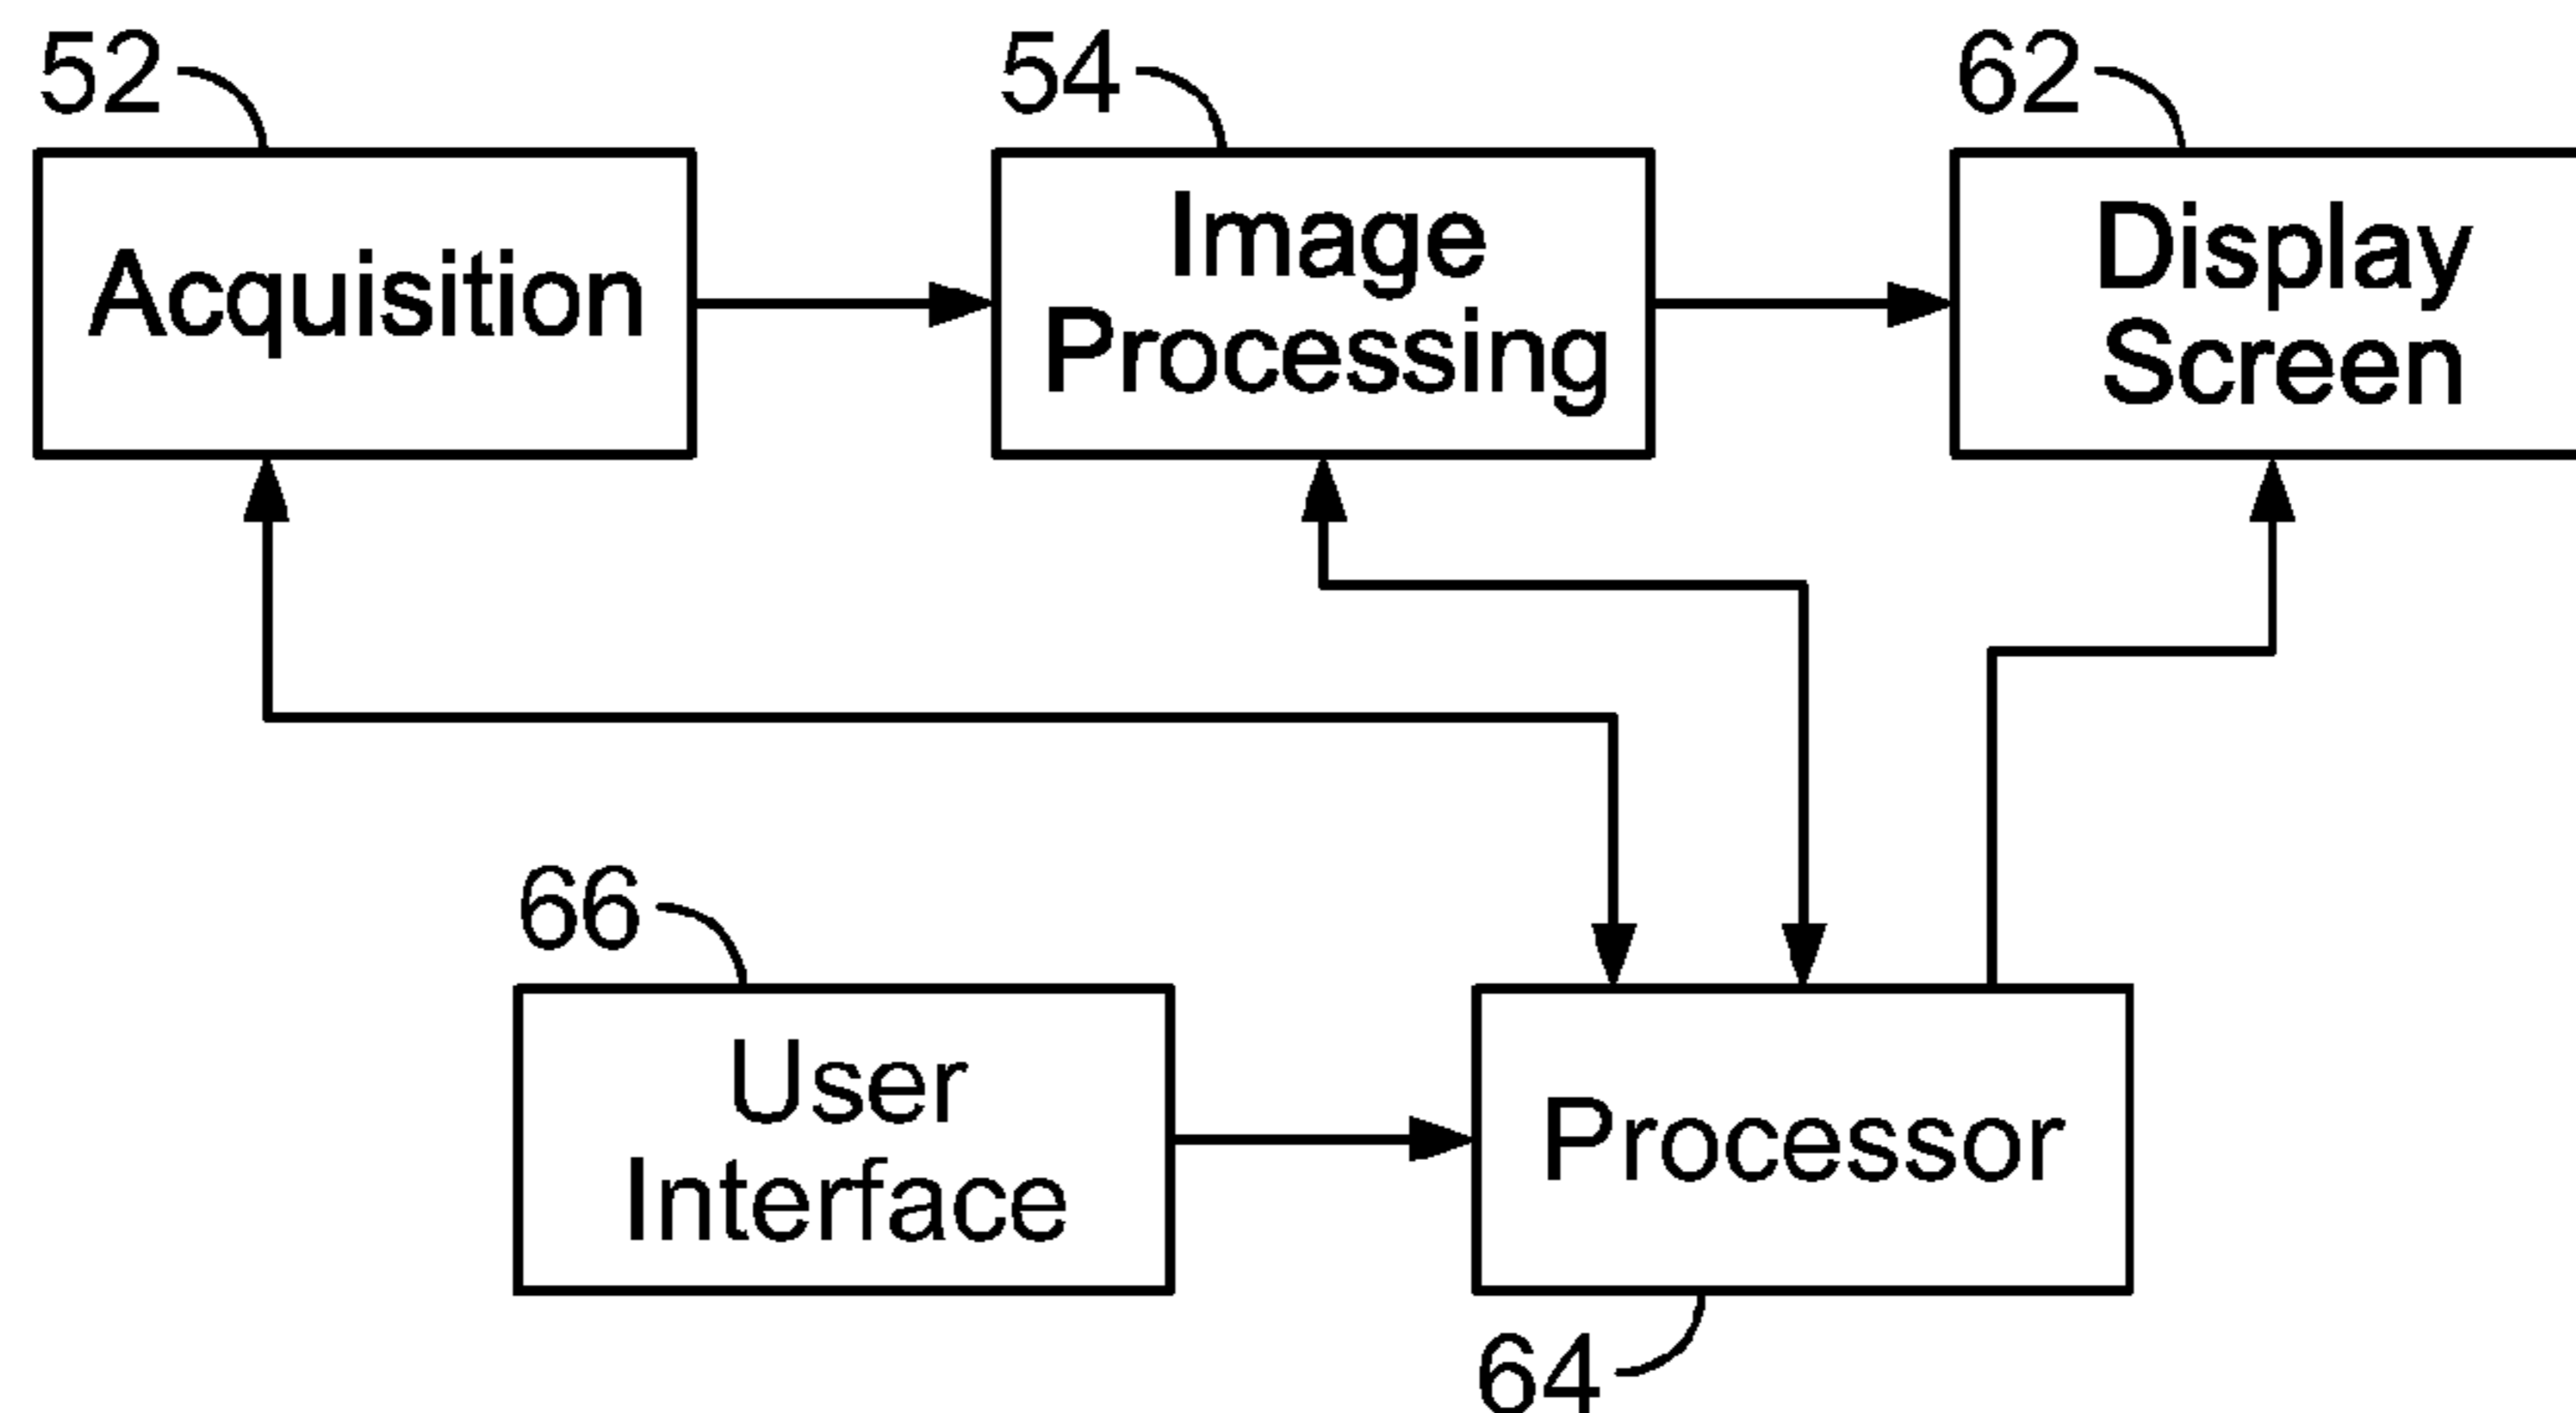 52
54
62
Acquisition
Image
Processing
Display
Screen
66
User
Interface
Processor
64